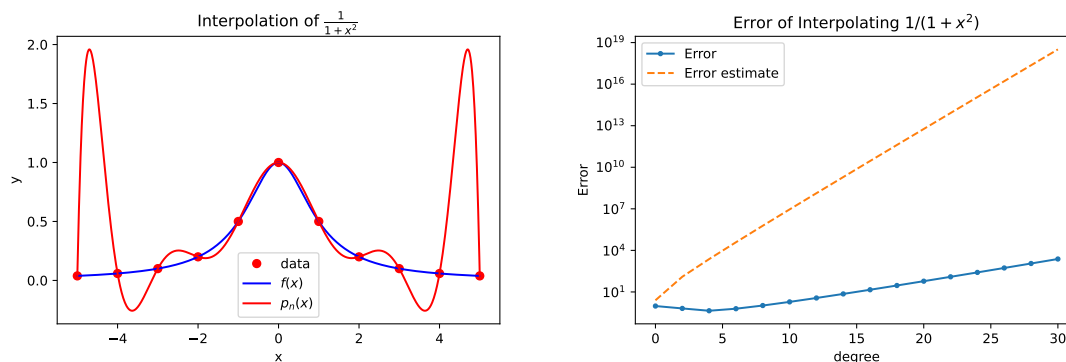 Interpolation of 1/(1 + x²)
2.0
1.5
1.0
0.5
0.0
y
−4
−2
0
2
4
x
data
f(x)
pₙ(x)
Error of Interpolating 1/(1 + x²)
10¹⁹
10¹⁶
10¹³
10¹⁰
10⁷
10⁴
10¹
Error
0
5
10
15
20
25
30
degree
Error
Error estimate